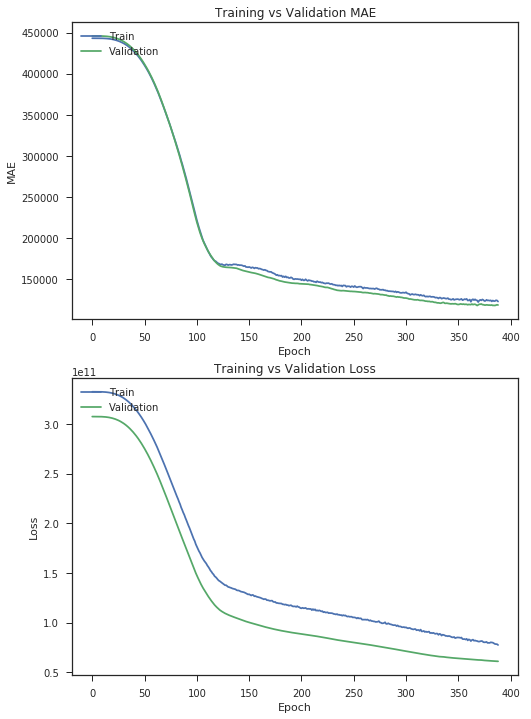 Training vs Validation MAE
450000
400000
350000
300000
250000
200000
150000
MAE
Train
Validation
0 50 100 150 200 250 300 350 400
Epoch
Training vs Validation Loss
1e11
3.0
2.5
2.0
1.5
1.0
0.5
Loss
Train
Validation
0 50 100 150 200 250 300 350 400
Epoch